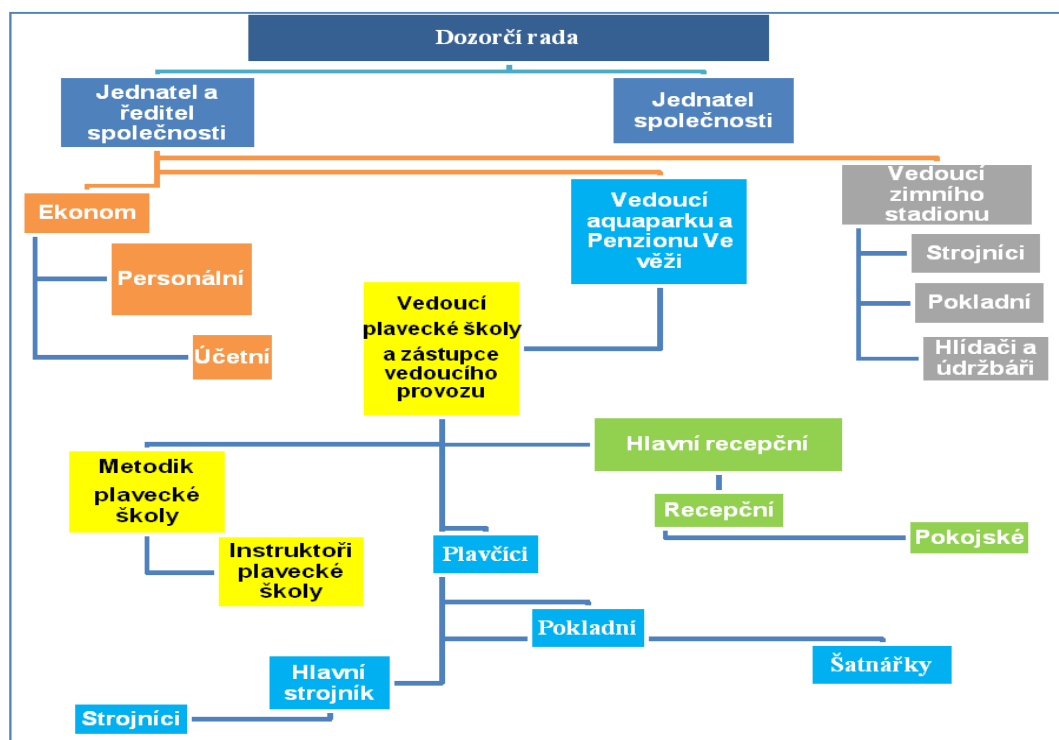 Dozorčí rada
Jednatel a
ředitel
společnosti
Jednatel
společnosti
Ekonom
Personální
Účetní
Vedoucí
aquaparku a
Penzionu Ve
věži
Vedoucí
zimního
stadionu
Strojníci
Pokladní
Hlídači a
údržbáři
Vedoucí
plavecké školy
a zástupce
vedoucího
provozu
Metodik
plavecké
školy
Instruktoři
plavecké
školy
Hlavní recepční
Recepční
Pokojské
Plavčíci
Pokladní
Šatnářky
Hlavní
strojník
Strojníci